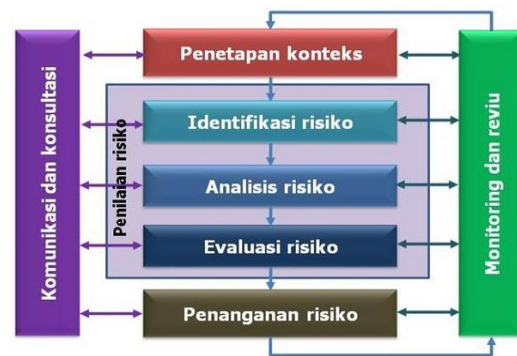 Penetapan konteks
Komunikasi dan konsultasi
Penilaian risiko
Identifikasi risiko
Analisis risiko
Evaluasi risiko
Penanganan risiko
Monitoring dan reviu